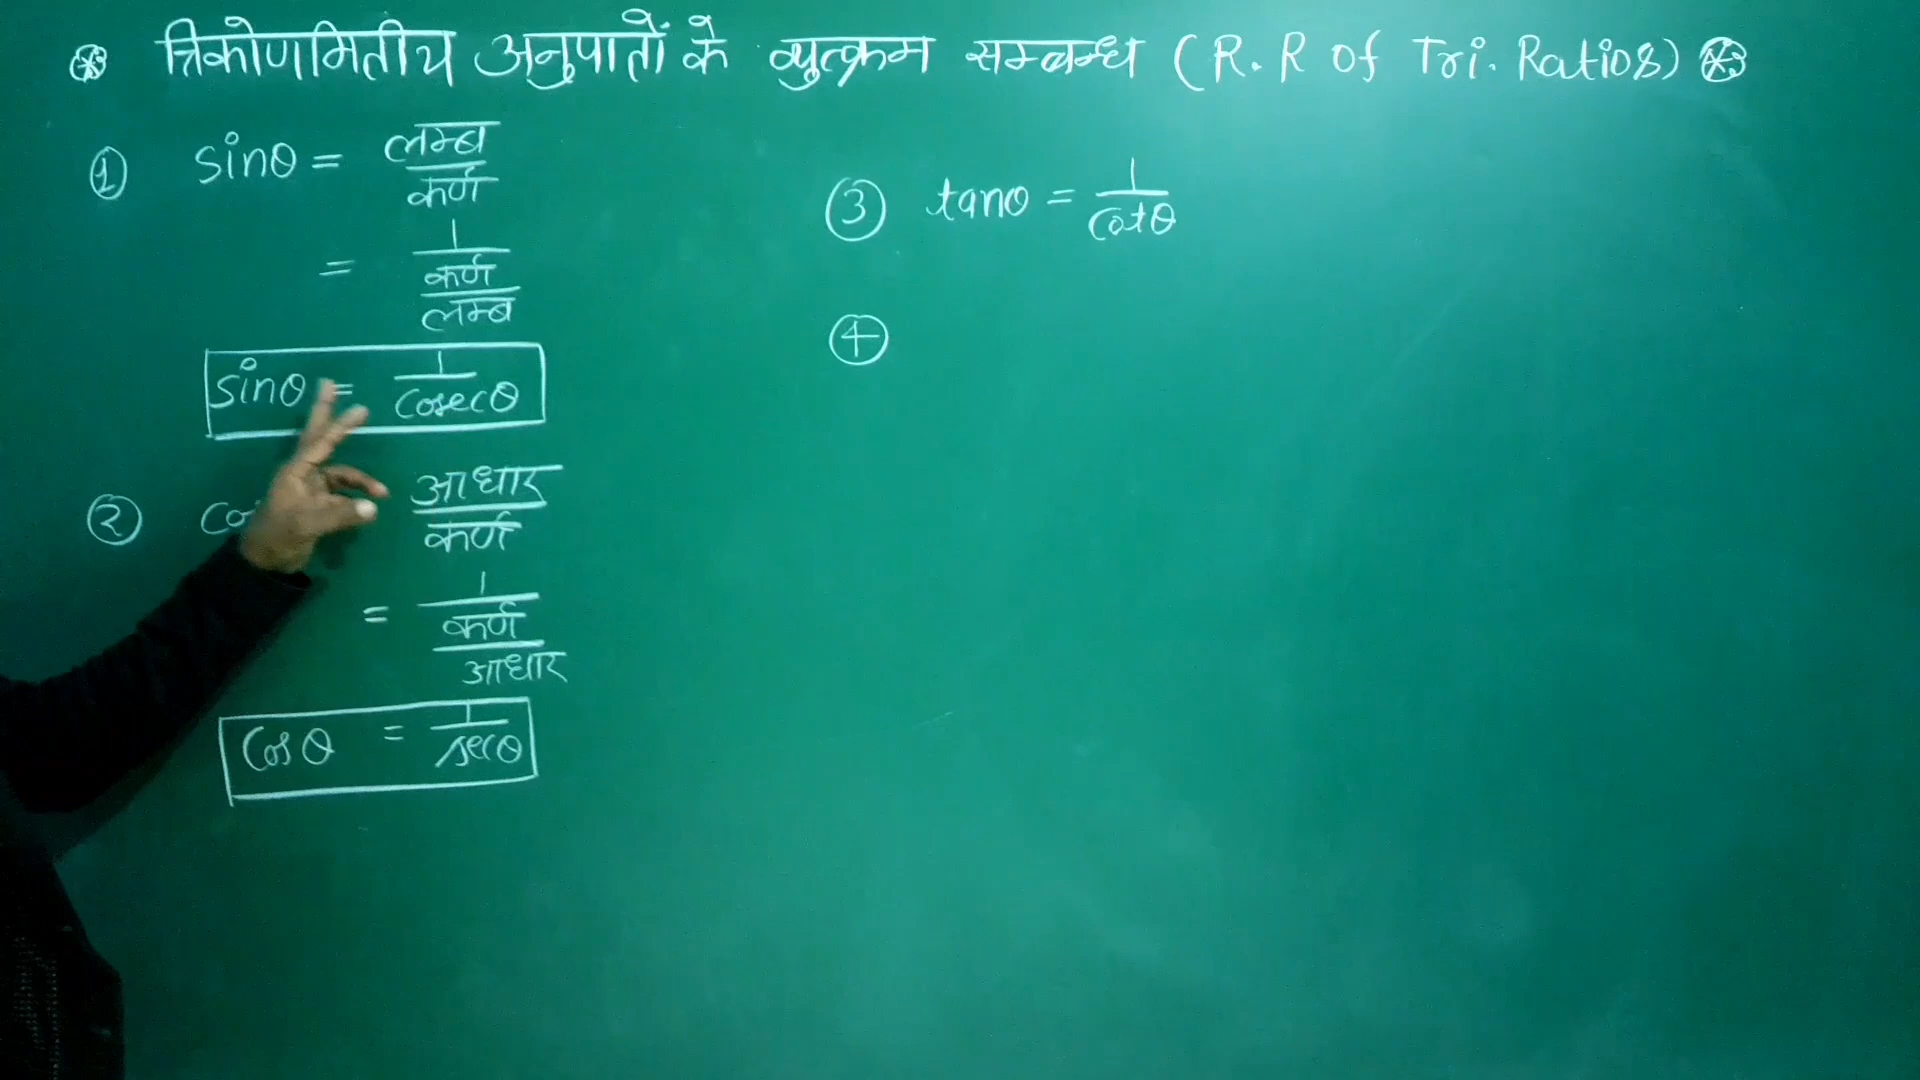 त्रिकोणमितीय अनुपातों के व्युत्क्रम सम्बन्ध (R.R of Tri. Ratios)
① sinθ = लम्ब/कर्ण
= 1/(कर्ण/लम्ब)
sinθ = 1/cosecθ
② आधार/कर्ण
= 1/(कर्ण/आधार)
cosθ = 1/secθ
③ tanθ = 1/cotθ
④